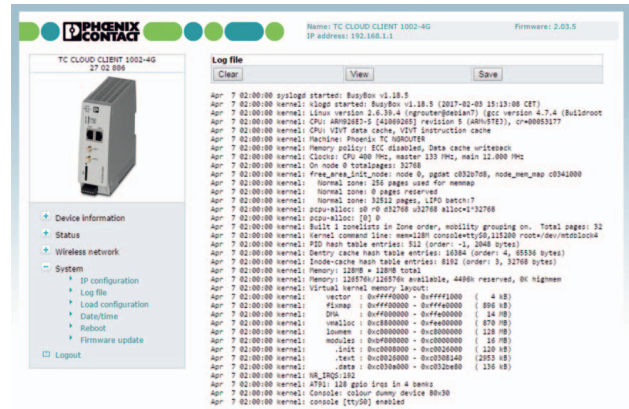 PHŒNIX
CONTACT
Name: TC CLOUD CLIENT 1002-4G
IP address: 192.168.1.1
Firmware: 2.03.5
TC CLOUD CLIENT 1002-4G
27 02 886
Log file
Clear
View
Save
Apr 7 02:00:00 syslogd started: BusyBox v1.18.5
Apr 7 02:00:00 kernel: klogd started: BusyBox v1.18.5 (2017-02-03 15:13:08 CET)
Apr 7 02:00:00 kernel: Linux version 2.6.39.4 (ngrouter@debian7) (gcc version 4.7.4 (Buildroot
Apr 7 02:00:00 kernel: CPU: ARM926EJ-S [41069265] revision 5 (ARMv5TEJ), cr=00053177
Apr 7 02:00:00 kernel: CPU: VIVT data cache, VIVT instruction cache
Apr 7 02:00:00 kernel: Machine: Phoenix TC NGROUTER
Apr 7 02:00:00 kernel: Memory policy: ECC disabled, Data cache writeback
Apr 7 02:00:00 kernel: Clocks: CPU 400 MHz, master 133 MHz, main 12.000 MHz
Apr 7 02:00:00 kernel: On node 0 totalpages: 32768
Apr 7 02:00:00 kernel: free_area_init_node: node 0, pgdat c032b7d8, node_mem_map c0341000
Apr 7 02:00:00 kernel: Normal zone: 256 pages used for memmap
Apr 7 02:00:00 kernel: Normal zone: 0 pages reserved
Apr 7 02:00:00 kernel: Normal zone: 32512 pages, LIFO batch:7
Apr 7 02:00:00 kernel: pcpu-alloc: s0 r0 d32768 u32768 alloc=1*32768
Apr 7 02:00:00 kernel: pcpu-alloc: [0] 0
Apr 7 02:00:00 kernel: Built 1 zonelists in Zone order, mobility grouping on. Total pages: 32
Apr 7 02:00:00 kernel: Kernel command line: mem=128M console=ttyS0,115200 root=/dev/mtdblock4
Apr 7 02:00:00 kernel: PID hash table entries: 512 (order: -1, 2048 bytes)
Apr 7 02:00:00 kernel: Dentry cache hash table entries: 16384 (order: 4, 65536 bytes)
Apr 7 02:00:00 kernel: Inode-cache hash table entries: 8192 (order: 3, 32768 bytes)
Apr 7 02:00:00 kernel: Memory: 128MB = 128MB total
Apr 7 02:00:00 kernel: Memory: 126576k/126576k available, 4496k reserved, 0K highmem
Apr 7 02:00:00 kernel: Virtual kernel memory layout:
Apr 7 02:00:00 kernel: vector : 0xffff0000 - 0xffff1000 ( 4 kB)
Apr 7 02:00:00 kernel: fixmap : 0xfff00000 - 0xfffe0000 ( 896 kB)
Apr 7 02:00:00 kernel: DMA : 0xff000000 - 0xffe00000 ( 14 MB)
Apr 7 02:00:00 kernel: vmalloc : 0xc8800000 - 0xfee00000 ( 870 MB)
Apr 7 02:00:00 kernel: lowmem : 0xc0000000 - 0xc8000000 ( 128 MB)
Apr 7 02:00:00 kernel: modules : 0xbf000000 - 0xc0000000 ( 16 MB)
Apr 7 02:00:00 kernel: .init : 0xc0008000 - 0xc0026000 ( 120 kB)
Apr 7 02:00:00 kernel: .text : 0xc0026000 - 0xc0308140 (2953 kB)
Apr 7 02:00:00 kernel: .data : 0xc030a000 - 0xc032be80 ( 136 kB)
Apr 7 02:00:00 kernel: NR_IRQS:192
Apr 7 02:00:00 kernel: AT91: 128 gpio irqs in 4 banks
Apr 7 02:00:00 kernel: Console: colour dummy device 80x30
Apr 7 02:00:00 kernel: console [ttyS0] enabled
Device information
Status
Wireless network
System
IP configuration
Log file
Load configuration
Date/time
Reboot
Firmware update
Logout